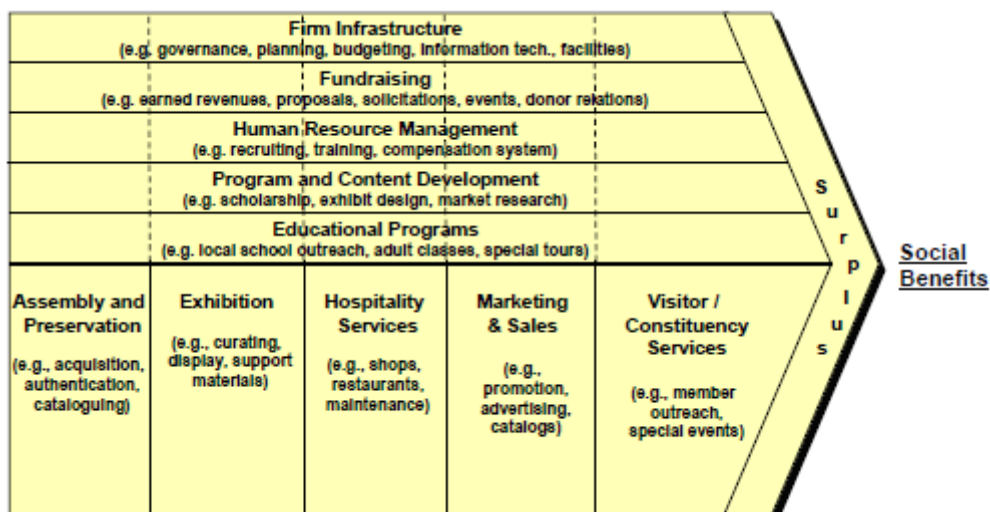 Firm Infrastructure
(e.g. governance, planning, budgeting, information tech., facilities)
Fundraising
(e.g. earned revenues, proposals, solicitations, events, donor relations)
Human Resource Management
(e.g. recruiting, training, compensation system)
Program and Content Development
(e.g. scholarship, exhibit design, market research)
Educational Programs
(e.g. local school outreach, adult classes, special tours)
Assembly and
Preservation
(e.g., acquisition,
authentication,
cataloguing)
Exhibition
(e.g., curating,
display, support
materials)
Hospitality
Services
(e.g., shops,
restaurants,
maintenance)
Marketing
& Sales
(e.g.,
promotion,
advertising,
catalogs)
Visitor /
Constituency
Services
(e.g., member
outreach,
special events)
Surplus
Social
Benefits